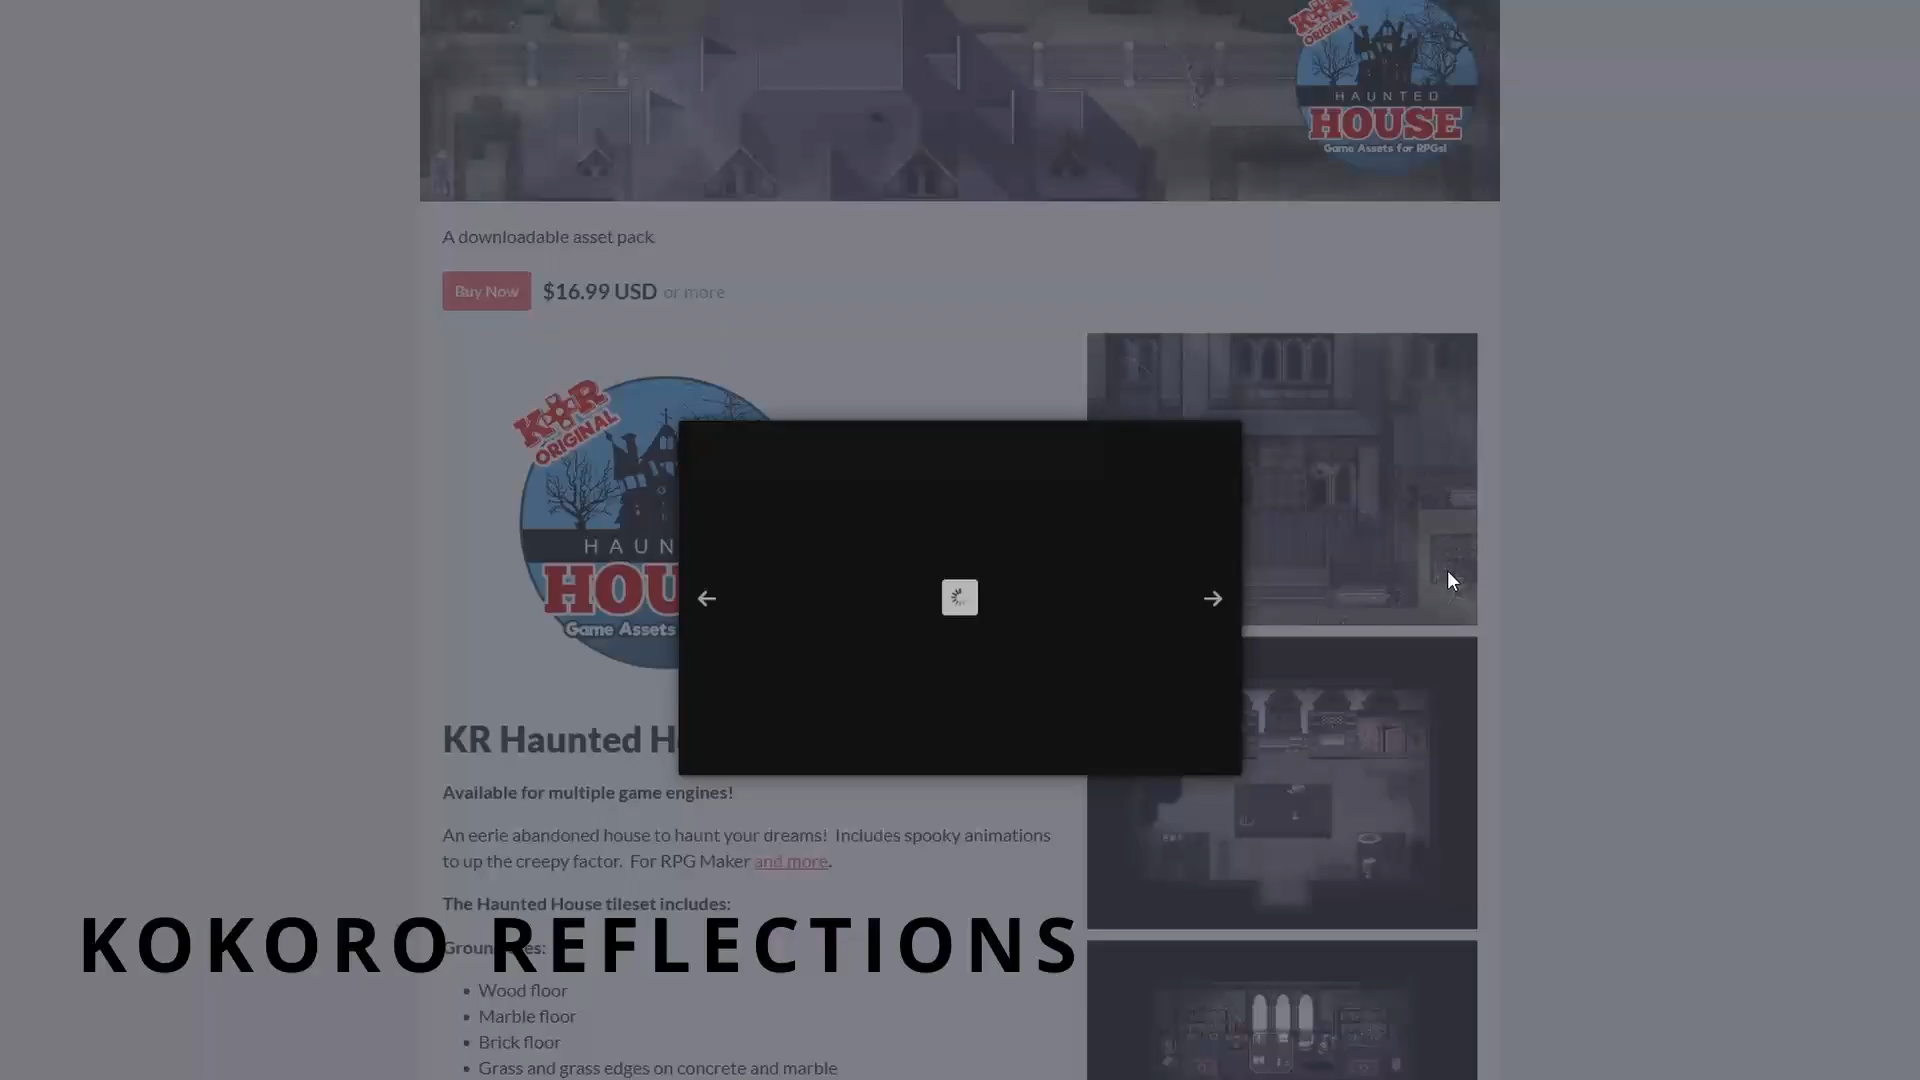 KR
ORIGINAL
HAUNTED
HOUSE
Game Assets for RPGs!
A downloadable asset pack
Buy Now $16.99 USD or more
KR
ORIGINAL
HAUN
HOU
Game Assets
KR Haunted H
Available for multiple game engines!
An eerie abandoned house to haunt your dreams! Includes spooky animations
to up the creepy factor. For RPG Maker and more.
The Haunted House tileset includes:
KOKORO REFLECTIONS
• Wood floor
• Marble floor
• Brick floor
• Grass and grass edges on concrete and marble